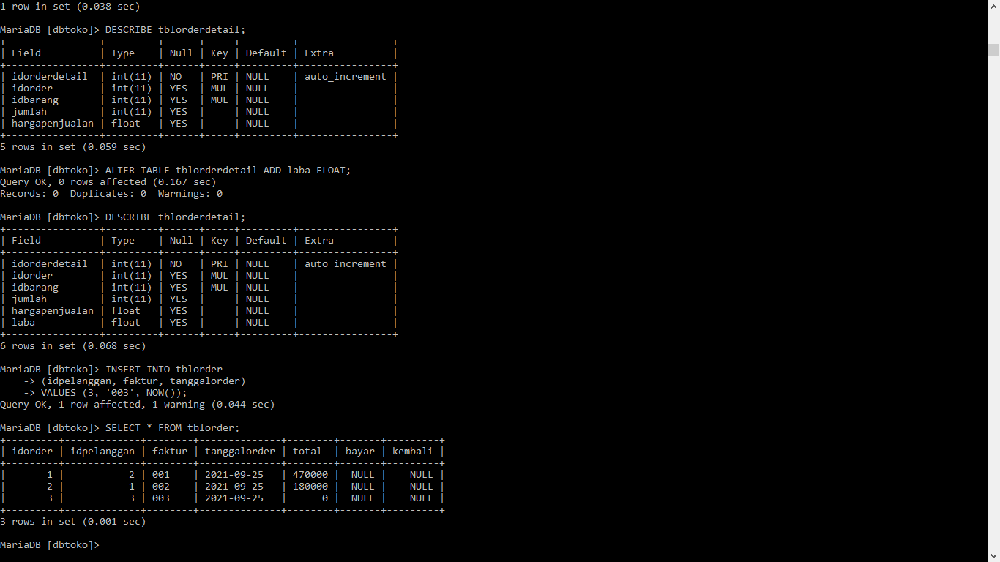 1 row in set (0.038 sec)

MariaDB [dbtoko]> DESCRIBE tblorderdetail;
+----------------+---------+------+-----+---------+----------------+
| Field          | Type    | Null | Key | Default | Extra          |
+----------------+---------+------+-----+---------+----------------+
| idorderdetail  | int(11) | NO   | PRI | NULL    | auto_increment |
| idorder        | int(11) | YES  | MUL | NULL    |                |
| idbarang       | int(11) | YES  | MUL | NULL    |                |
| jumlah         | int(11) | YES  |     | NULL    |                |
| hargapenjualan | float   | YES  |     | NULL    |                |
+----------------+---------+------+-----+---------+----------------+
5 rows in set (0.059 sec)

MariaDB [dbtoko]> ALTER TABLE tblorderdetail ADD laba FLOAT;
Query OK, 0 rows affected (0.167 sec)
Records: 0  Duplicates: 0  Warnings: 0

MariaDB [dbtoko]> DESCRIBE tblorderdetail;
+----------------+---------+------+-----+---------+----------------+
| Field          | Type    | Null | Key | Default | Extra          |
+----------------+---------+------+-----+---------+----------------+
| idorderdetail  | int(11) | NO   | PRI | NULL    | auto_increment |
| idorder        | int(11) | YES  | MUL | NULL    |                |
| idbarang       | int(11) | YES  | MUL | NULL    |                |
| jumlah         | int(11) | YES  |     | NULL    |                |
| hargapenjualan | float   | YES  |     | NULL    |                |
| laba           | float   | YES  |     | NULL    |                |
+----------------+---------+------+-----+---------+----------------+
6 rows in set (0.068 sec)

MariaDB [dbtoko]> INSERT INTO tblorder
    -> (idpelanggan, faktur, tanggalorder)
    -> VALUES (3, '003', NOW());
Query OK, 1 row affected, 1 warning (0.044 sec)

MariaDB [dbtoko]> SELECT * FROM tblorder;
+---------+-------------+--------+--------------+--------+-------+---------+
| idorder | idpelanggan | faktur | tanggalorder | total  | bayar | kembali |
+---------+-------------+--------+--------------+--------+-------+---------+
|       1 |           2 | 001    | 2021-09-25   | 470000 |  NULL |    NULL |
|       2 |           1 | 002    | 2021-09-25   | 180000 |  NULL |    NULL |
|       3 |           3 | 003    | 2021-09-25   |      0 |  NULL |    NULL |
+---------+-------------+--------+--------------+--------+-------+---------+
3 rows in set (0.001 sec)

MariaDB [dbtoko]>